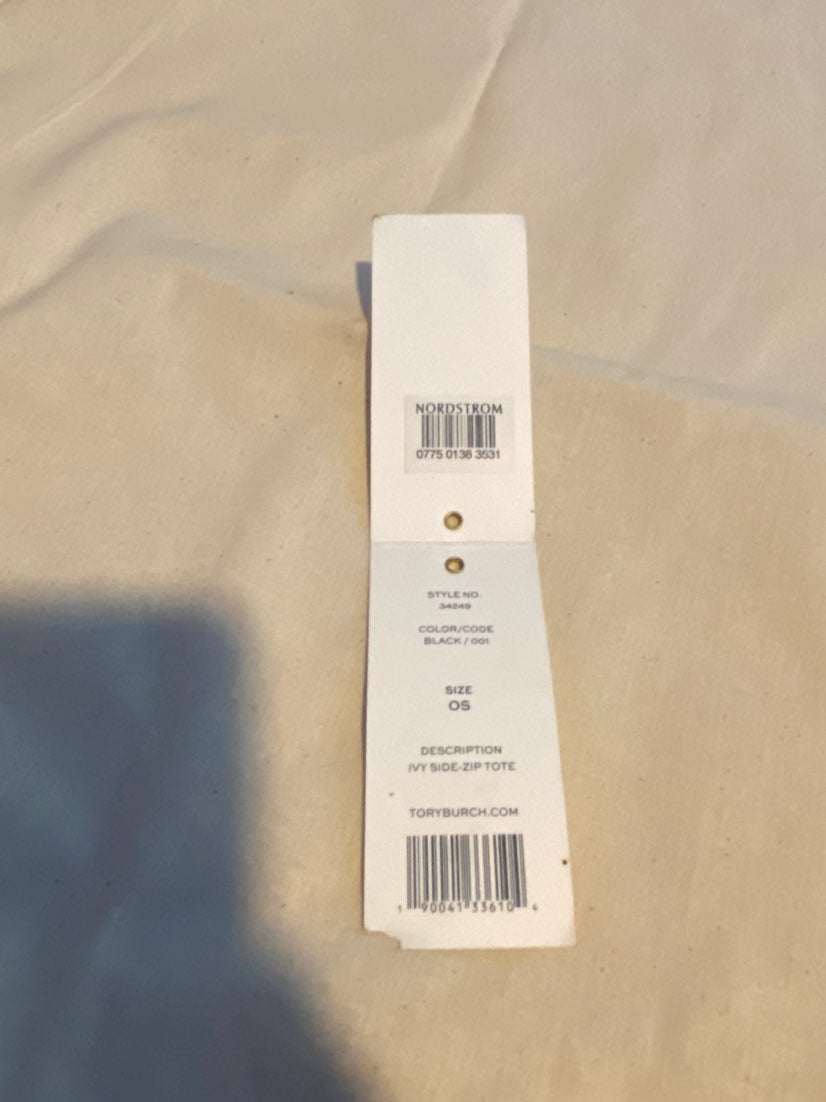 NORDSTROM
0775 0138 3531
STYLE NO.
34249
COLOR/CODE
BLACK / 001
SIZE
OS
DESCRIPTION
IVY SIDE-ZIP TOTE
TORYBURCH.COM
1 90041 33610 4